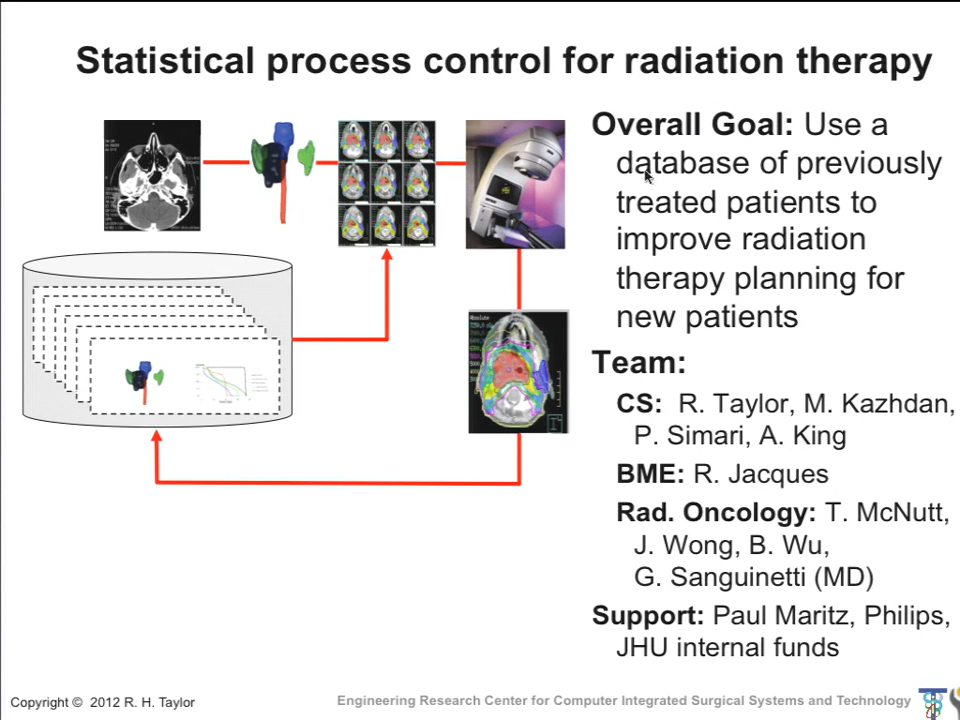 Statistical process control for radiation therapy
Overall Goal: Use a
database of previously
treated patients to
improve radiation
therapy planning for
new patients
Team:
CS: R. Taylor, M. Kazhdan,
P. Simari, A. King
BME: R. Jacques
Rad. Oncology: T. McNutt,
J. Wong, B. Wu,
G. Sanguinetti (MD)
Support: Paul Maritz, Philips,
JHU internal funds
Absolute
Copyright © 2012 R. H. Taylor
Engineering Research Center for Computer Integrated Surgical Systems and Technology